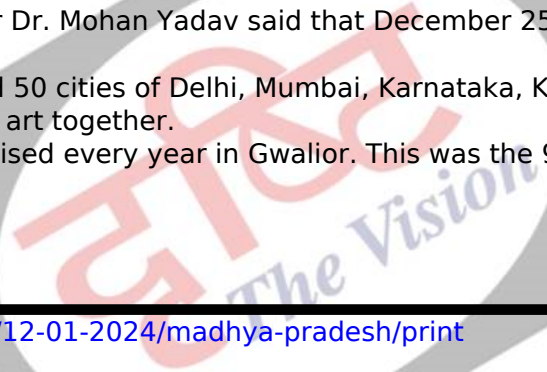 r Dr. Mohan Yadav said that December 25
l 50 cities of Delhi, Mumbai, Karnataka, K
art together.
ised every year in Gwalior. This was the 9
दृष्टि
The Vision
/12-01-2024/madhya-pradesh/print